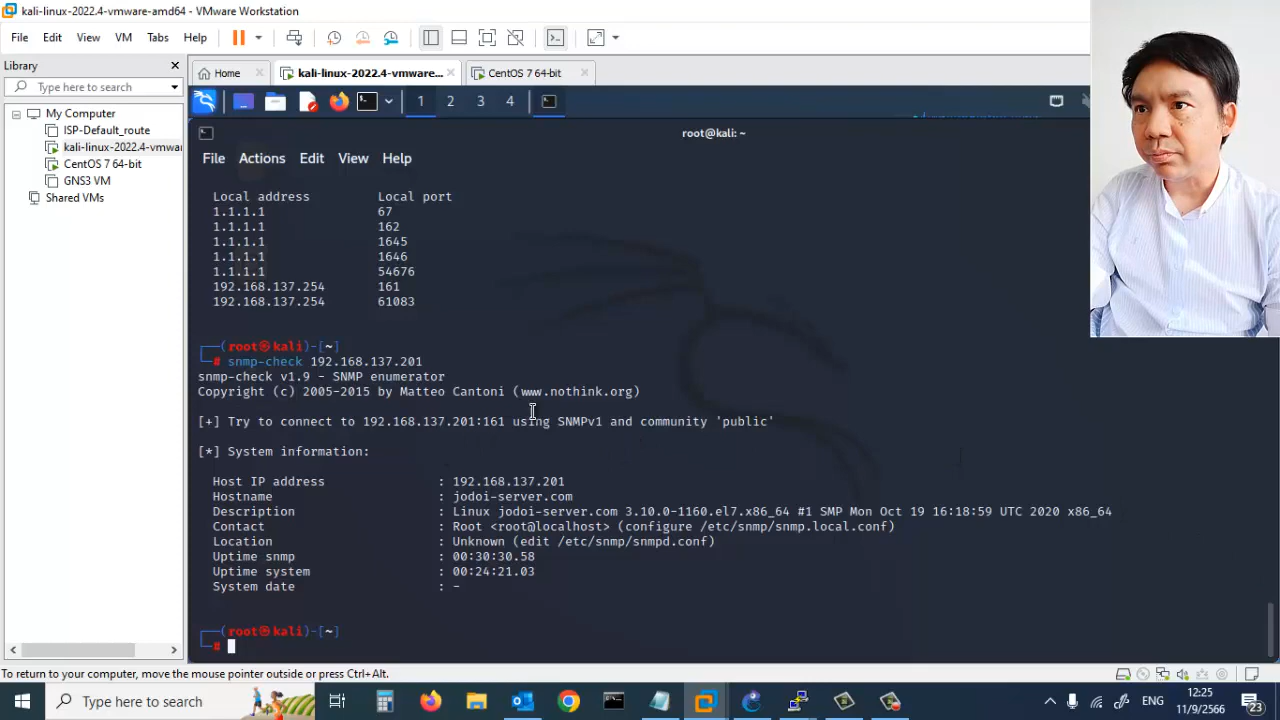 kali-linux-2022.4-vmware-amd64 - VMware Workstation
File Edit View VM Tabs Help
Library
Type here to search
My Computer
ISP-Default_route
kali-linux-2022.4-vmwar
CentOS 7 64-bit
GNS3 VM
Shared VMs
Home kali-linux-2022.4-vmware... CentOS 7 64-bit
1 2 3 4
root@kali: ~
File Actions Edit View Help
Local address Local port
1.1.1.1 67
1.1.1.1 162
1.1.1.1 1645
1.1.1.1 1646
1.1.1.1 54676
192.168.137.254 161
192.168.137.254 61083
┌──(root㉿kali)-[~]
└─# snmp-check 192.168.137.201
snmp-check v1.9 - SNMP enumerator
Copyright (c) 2005-2015 by Matteo Cantoni (www.nothink.org)
[+] Try to connect to 192.168.137.201:161 using SNMPv1 and community 'public'
[*] System information:
Host IP address : 192.168.137.201
Hostname : jodoi-server.com
Description : Linux jodoi-server.com 3.10.0-1160.el7.x86_64 #1 SMP Mon Oct 19 16:18:59 UTC 2020 x86_64
Contact : Root <root@localhost> (configure /etc/snmp/snmp.local.conf)
Location : Unknown (edit /etc/snmp/snmpd.conf)
Uptime snmp : 00:30:30.58
Uptime system : 00:24:21.03
System date : -
┌──(root㉿kali)-[~]
└─#
To return to your computer, move the mouse pointer outside or press Ctrl+Alt.
Type here to search
ENG
12:25
11/9/2566
23